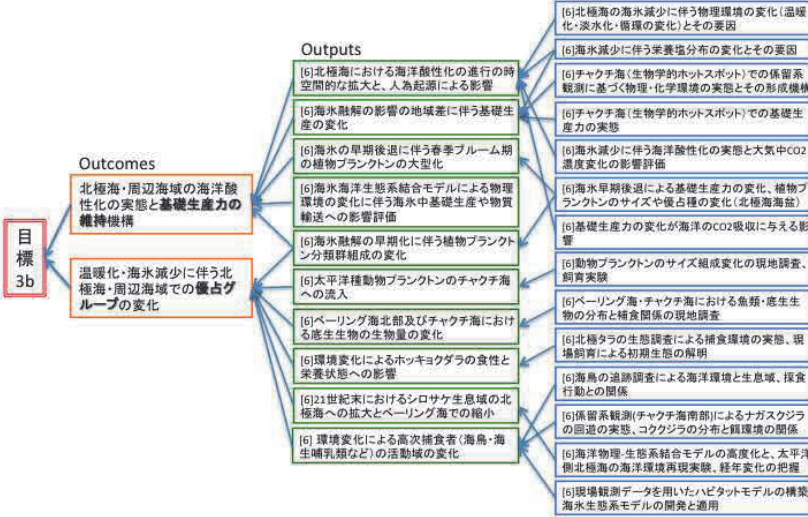 目
標
3b
Outcomes
北極海・周辺海域の海洋酸
性化の実態と基礎生産力の
維持機構
温暖化・海氷減少に伴う北
極海・周辺海域での優占グ
ループの変化
Outputs
[6]北極海における海洋酸性化の進行の時
空間的な拡大と、人為起源による影響
[6]海氷融解の影響の地域差に伴う基礎生
産の変化
[6]海氷の早期後退に伴う春季ブルーム期
の植物プランクトンの大型化
[6]海氷海洋生態系結合モデルによる物理
環境の変化に伴う海氷中基礎生産や物質
輸送への影響評価
[6]海氷融解の早期化に伴う植物プランクト
ン分類群組成の変化
[6]太平洋種動物プランクトンのチャクチ海
への流入
[6]ベーリング海北部及びチャクチ海におけ
る底生生物の生物量の変化
[6]環境変化によるホッキョクダラの食性と
栄養状態への影響
[6]21世紀末におけるシロサケ生息域の北
極海への拡大とベーリング海での縮小
[6] 環境変化による高次捕食者(海鳥・海
生哺乳類など)の活動域の変化
[6]北極海の海氷減少に伴う物理環境の変化(温暖
化・淡水化・循環の変化)とその要因
[6]海氷減少に伴う栄養塩分布の変化とその要因
[6]チャクチ海(生物学的ホットスポット)での係留系
観測に基づく物理・化学環境の実態とその形成機構
[6]チャクチ海(生物学的ホットスポット)での基礎生
産力の実態
[6]海氷減少に伴う海洋酸性化の実態と大気中CO2
濃度変化の影響評価
[6]海氷早期後退による基礎生産力の変化、植物プ
ランクトンのサイズや優占種の変化(北極海海盆)
[6]基礎生産力の変化が海洋のCO2吸収に与える影
響
[6]動物プランクトンのサイズ組成変化の現地調査、
飼育実験
[6]ベーリング海・チャクチ海における魚類・底生生
物の分布と捕食関係の現地調査
[6]北極タラの生態調査による捕食環境の実態、現
場飼育による初期生態の解明
[6]海鳥の追跡調査による海洋環境と生息域、採食
行動との関係
[6]係留系観測(チャクチ海南部)によるナガスクジラ
の回遊の実態、コククジラの分布と餌環境の関係
[6]海洋物理-生態系結合モデルの高度化と、太平洋
側北極海の海洋環境再現実験、経年変化の把握
[6]現場観測データを用いたハビタットモデルの構築
海氷生態系モデルの開発と適用